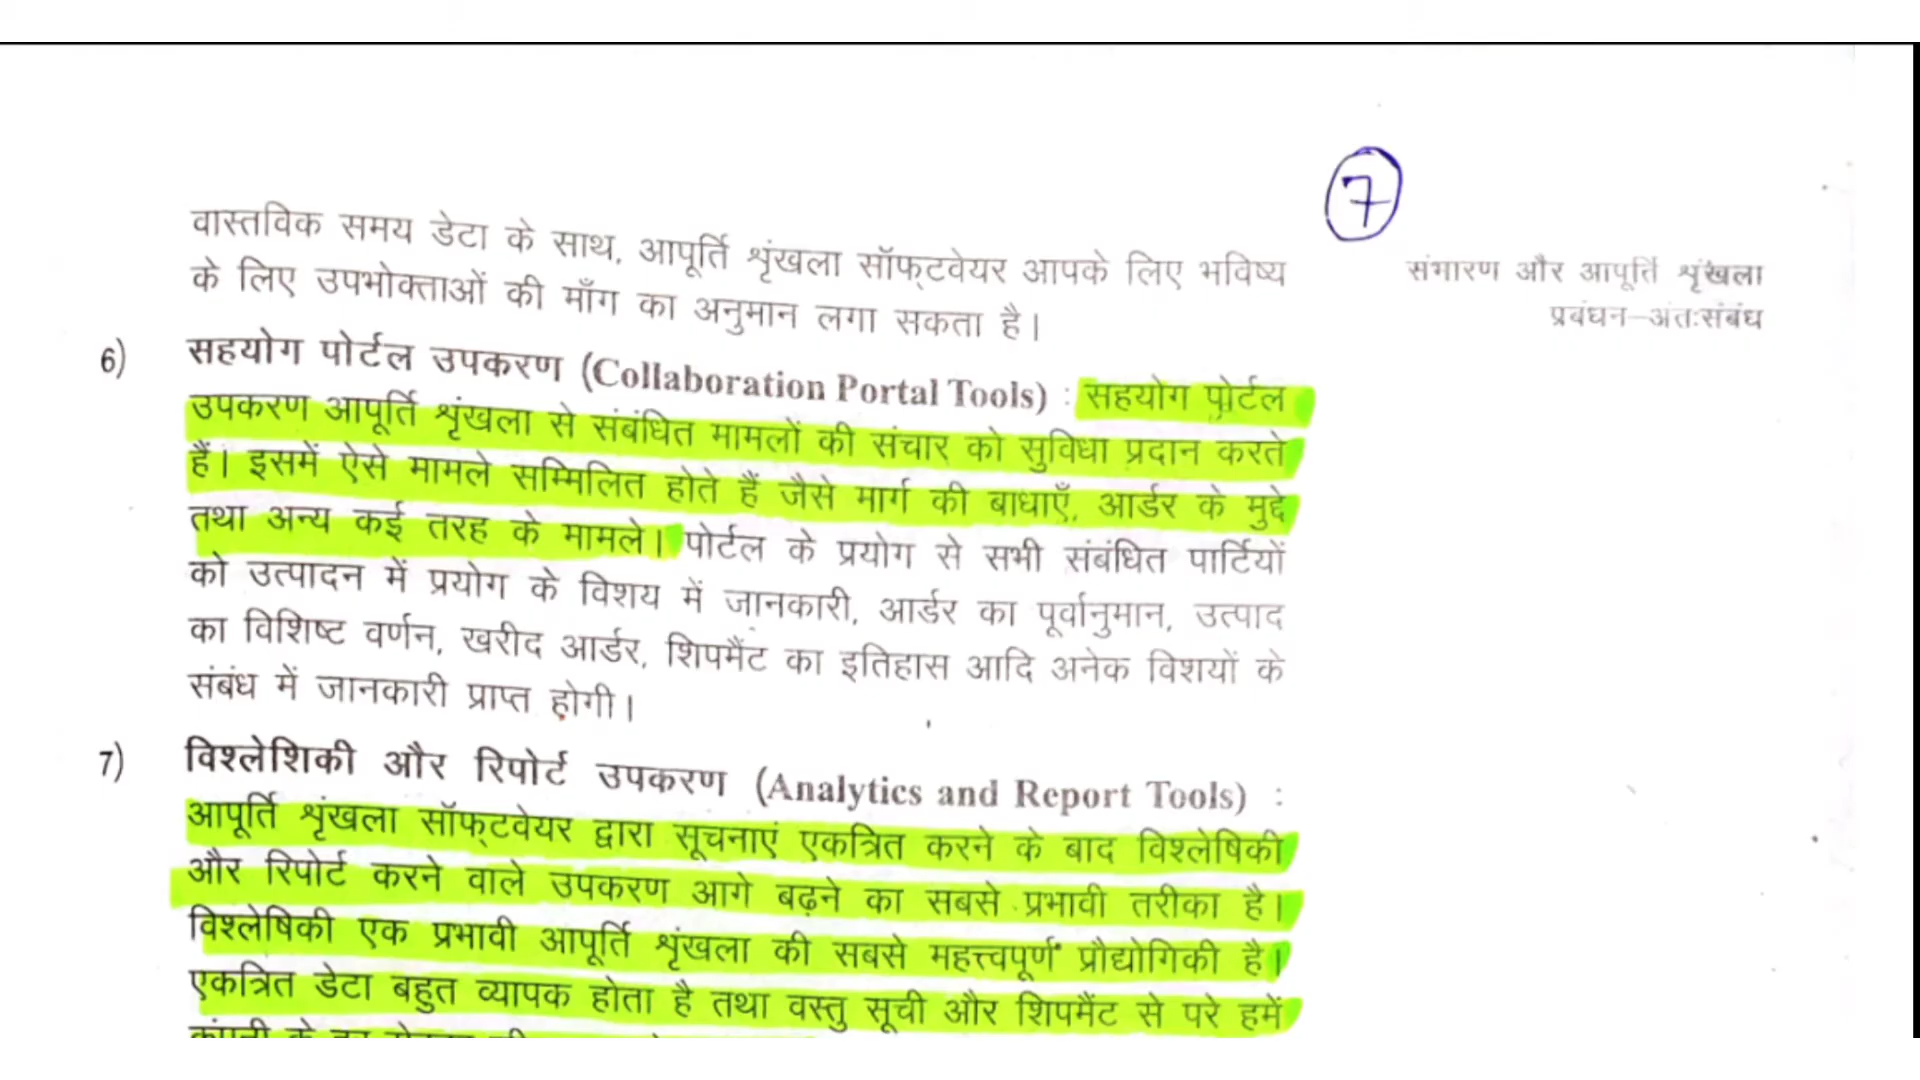 7
संभारण और आपूर्ति शृंखला
प्रबंधन–अंतःसंबंध
वास्तविक समय डेटा के साथ, आपूर्ति शृंखला सॉफ्टवेयर आपके लिए भविष्य
के लिए उपभोक्ताओं की माँग का अनुमान लगा सकता है।
6) सहयोग पोर्टल उपकरण (Collaboration Portal Tools) : सहयोग पोर्टल
उपकरण आपूर्ति शृंखला से संबंधित मामलों की संचार को सुविधा प्रदान करते
हैं। इसमें ऐसे मामले सम्मिलित होते हैं जैसे मार्ग की बाधाएँ, आर्डर के मुद्दे
तथा अन्य कई तरह के मामले। पोर्टल के प्रयोग से सभी संबंधित पार्टियों
को उत्पादन में प्रयोग के विशय में जानकारी, आर्डर का पूर्वानुमान, उत्पाद
का विशिष्ट वर्णन, खरीद आर्डर, शिपमैंट का इतिहास आदि अनेक विशयों के
संबंध में जानकारी प्राप्त होगी।
7) विश्लेशिकी और रिपोर्ट उपकरण (Analytics and Report Tools) :
आपूर्ति शृंखला सॉफ्टवेयर द्वारा सूचनाएं एकत्रित करने के बाद विश्लेषिकी
और रिपोर्ट करने वाले उपकरण आगे बढ़ने का सबसे प्रभावी तरीका है।
विश्लेषिकी एक प्रभावी आपूर्ति शृंखला की सबसे महत्त्वपूर्ण प्रौद्योगिकी है।
एकत्रित डेटा बहुत व्यापक होता है तथा वस्तु सूची और शिपमैंट से परे हमें